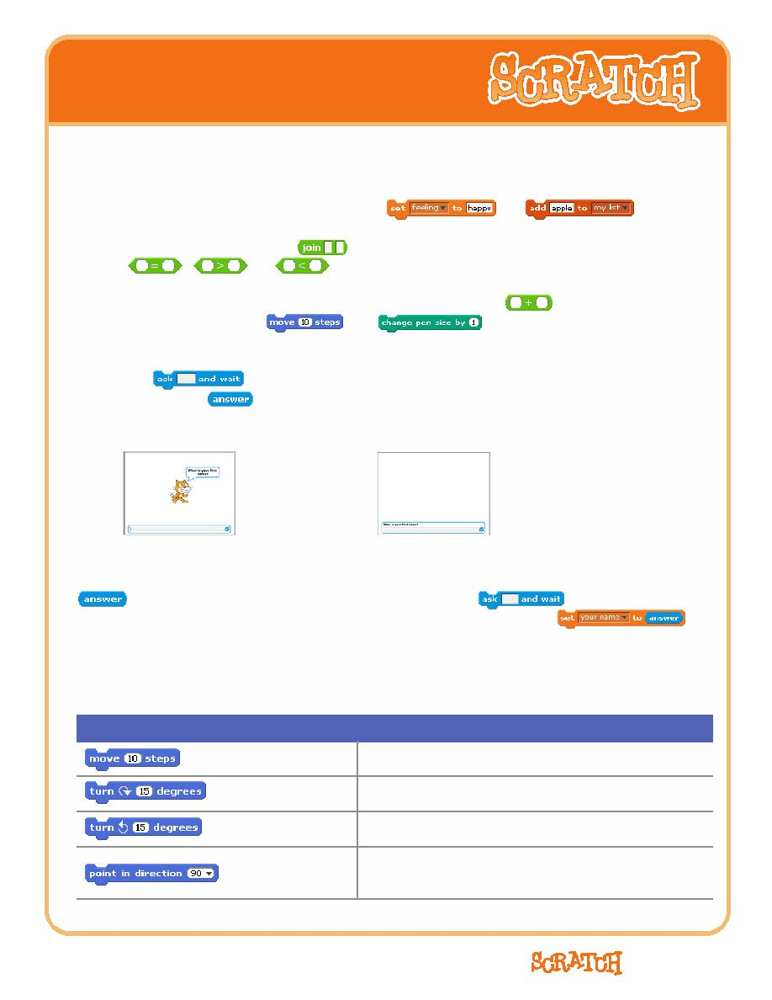 SCRATCH
set feeling to happy add apple to my list
join
= > <
+
move 10 steps change pen size by 1
ask and wait
answer
What is your first name?
What is your first name?
answer ask and wait
set your name to answer
move 10 steps
turn 15 degrees
turn 15 degrees
point in direction 90
SCRATCH